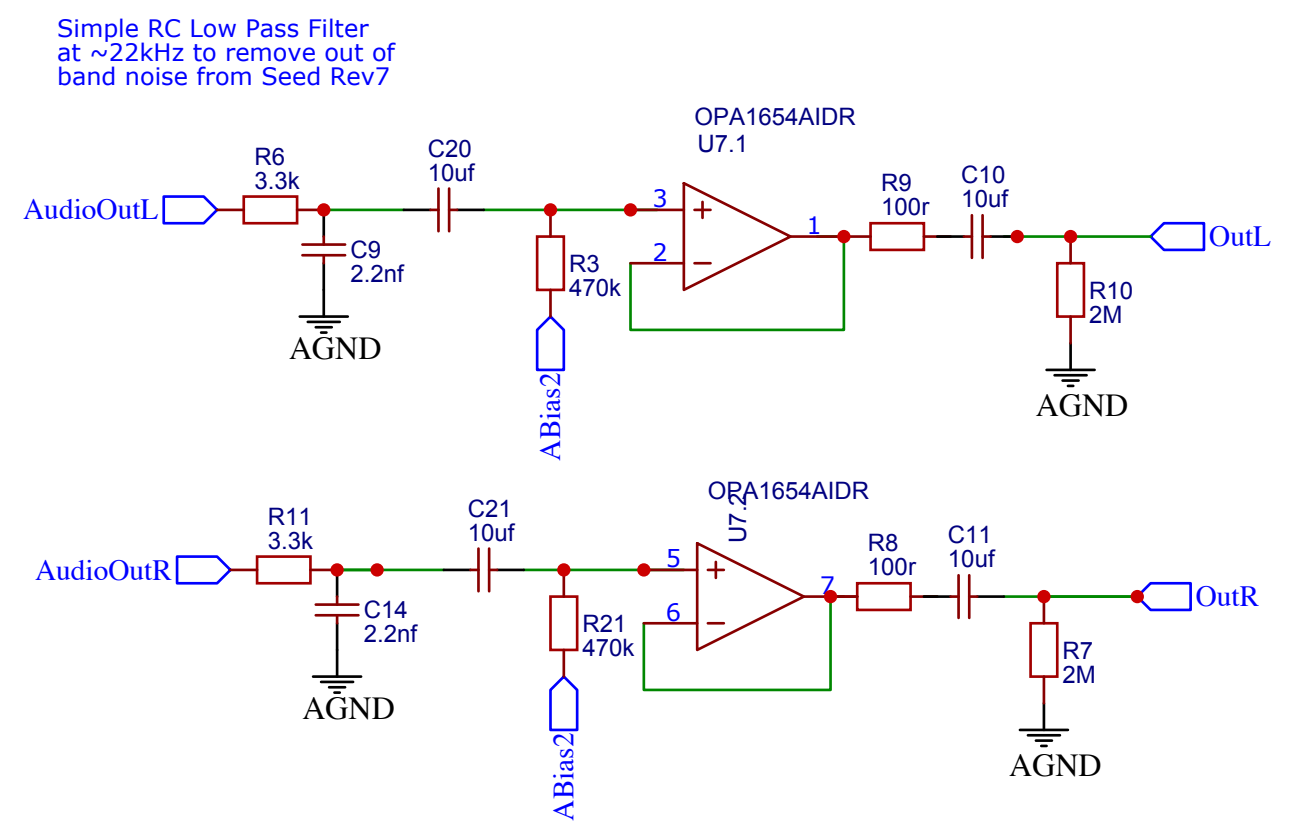 Simple RC Low Pass Filter
at ~22kHz to remove out of
band noise from Seed Rev7
OPA1654AIDR
U7.1
R6
3.3k
C20
10uf
AudioOutL
C9
2.2nf
AGND
R3
470k
ABias2
3
2
1
R9
100r
C10
10uf
OutL
R10
2M
AGND
OPA1654AIDR
U7.2
R11
3.3k
C21
10uf
AudioOutR
C14
2.2nf
AGND
R21
470k
ABias2
5
6
7
R8
100r
C11
10uf
OutR
R7
2M
AGND